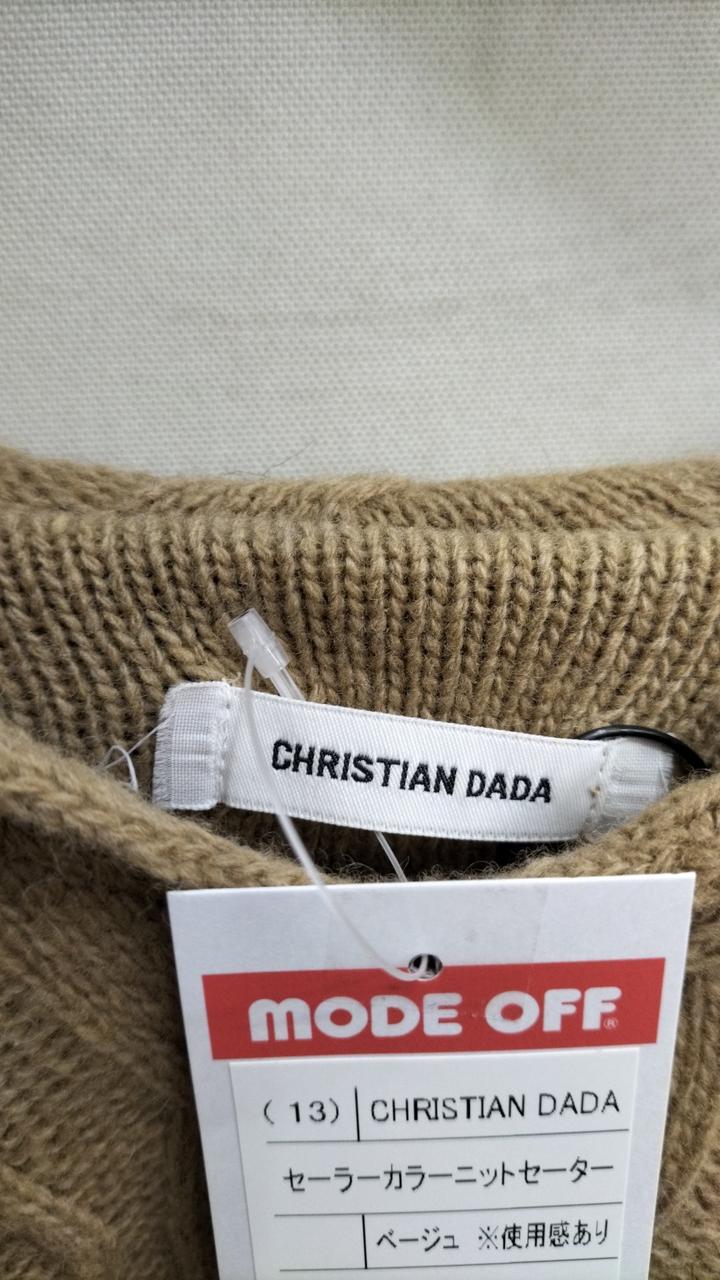 CHRISTIAN DADA
MODE OFF®
(13) CHRISTIAN DADA
セーラーカラーニットセーター
ベージュ ※使用感あり